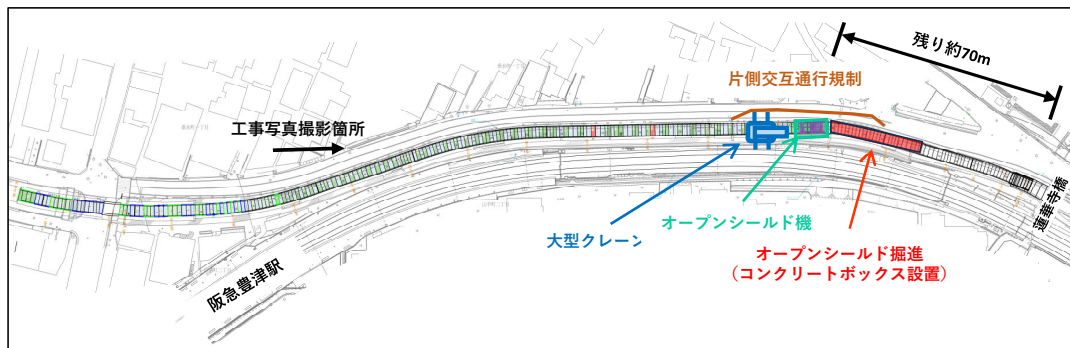 残り約70m
片側交互通行規制
工事写真撮影箇所
大型クレーン
オープンシールド機
オープンシールド掘進
(コンクリートボックス設置)
阪急豊津駅
蓮華寺橋